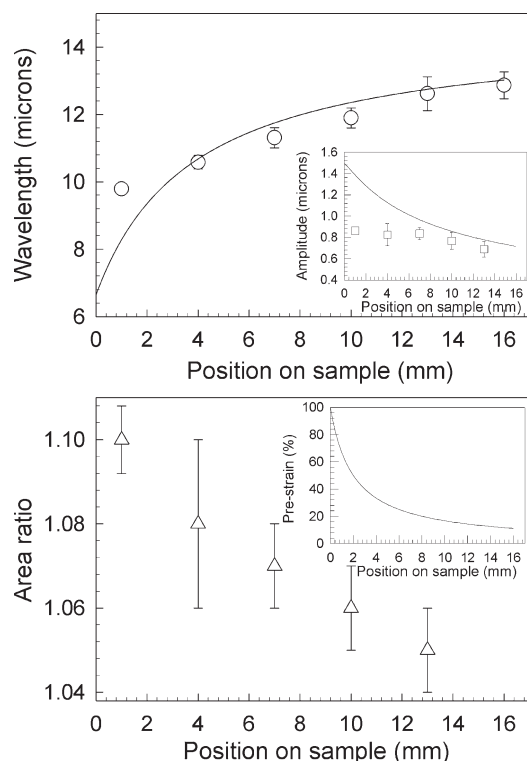 14
12
10
8
6
Wavelength (microns)
0 2 4 6 8 10 12 14 16
Position on sample (mm)
1.6
1.4
1.2
1.0
0.8
0.6
0.4
Amplitude (microns)
0 2 4 6 8 10 12 14 16
Position on sample (mm)
1.10
1.08
1.06
1.04
Area ratio
0 2 4 6 8 10 12 14 16
Position on sample (mm)
100
80
60
40
20
0
Pre-strain (%)
0 2 4 6 8 10 12 14 16
Position on sample (mm)